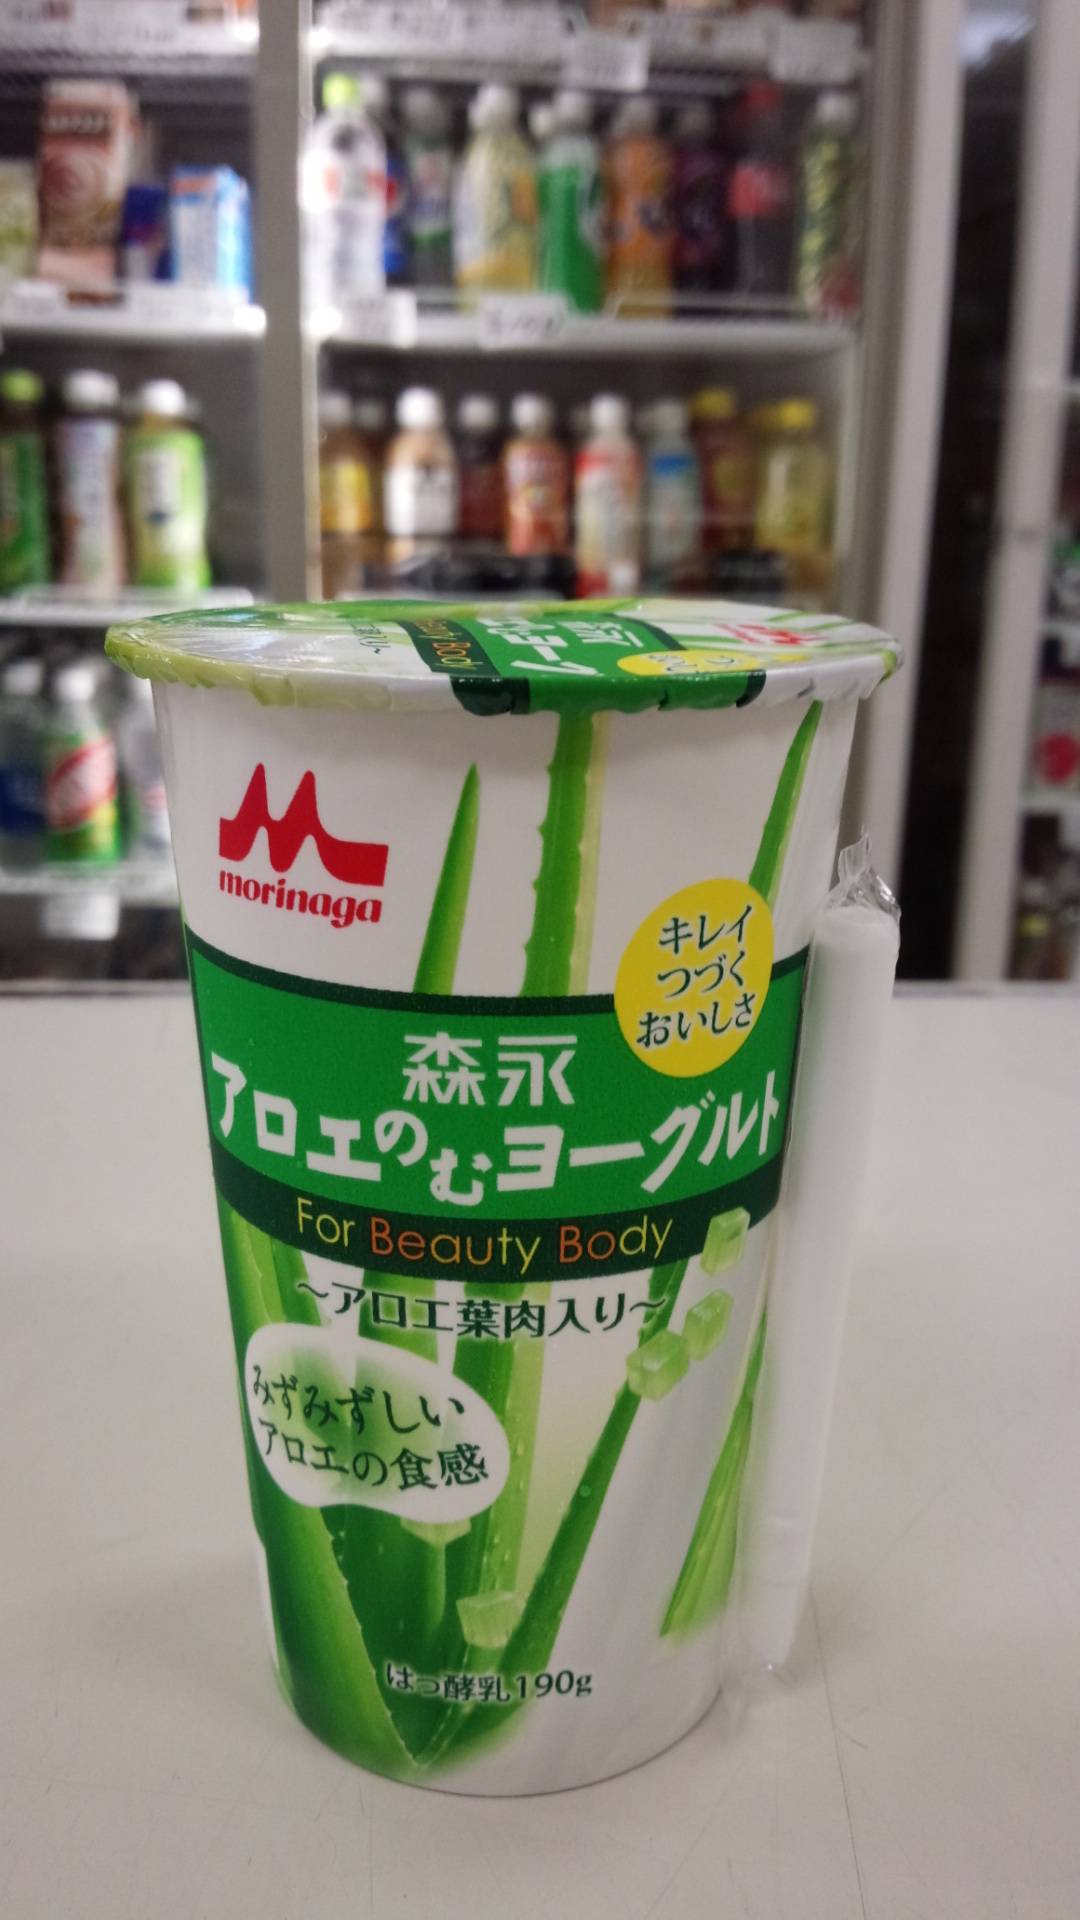 morinaga
キレイ
つづく
おいしさ
森永
アロエのむヨーグルト
For Beauty Body
～アロエ葉肉入り～
みずみずしい
アロエの食感
はっ酵乳190g